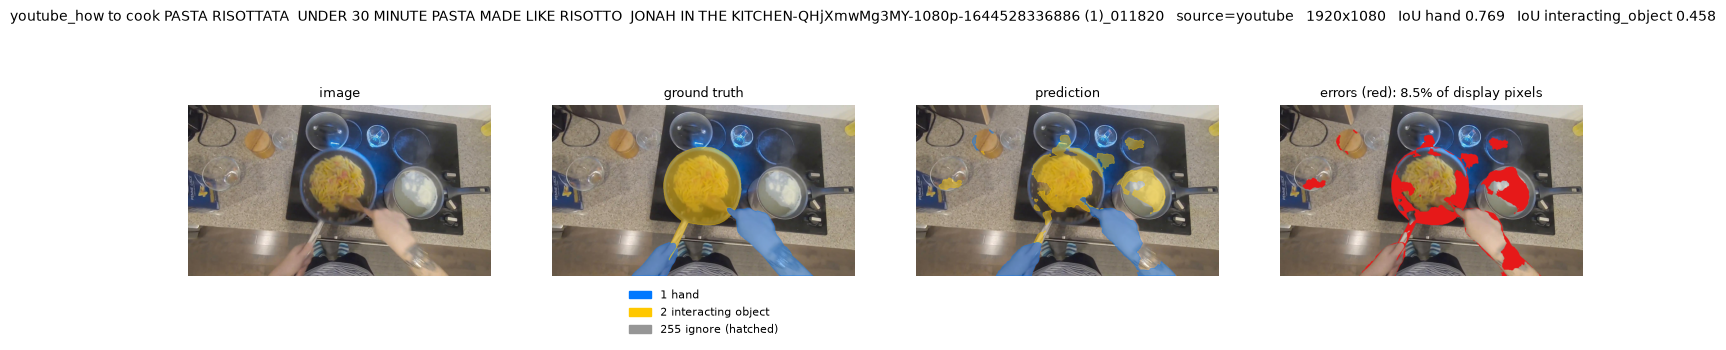 youtube_how to cook PASTA RISOTTATA  UNDER 30 MINUTE PASTA MADE LIKE RISOTTO  JONAH IN THE KITCHEN-QHjXmwMg3MY-1080p-1644528336886 (1)_011820   source=youtube   1920x1080   IoU hand 0.769   IoU interacting_object 0.458
image
ground truth
prediction
errors (red): 8.5% of display pixels
1 hand
2 interacting object
255 ignore (hatched)